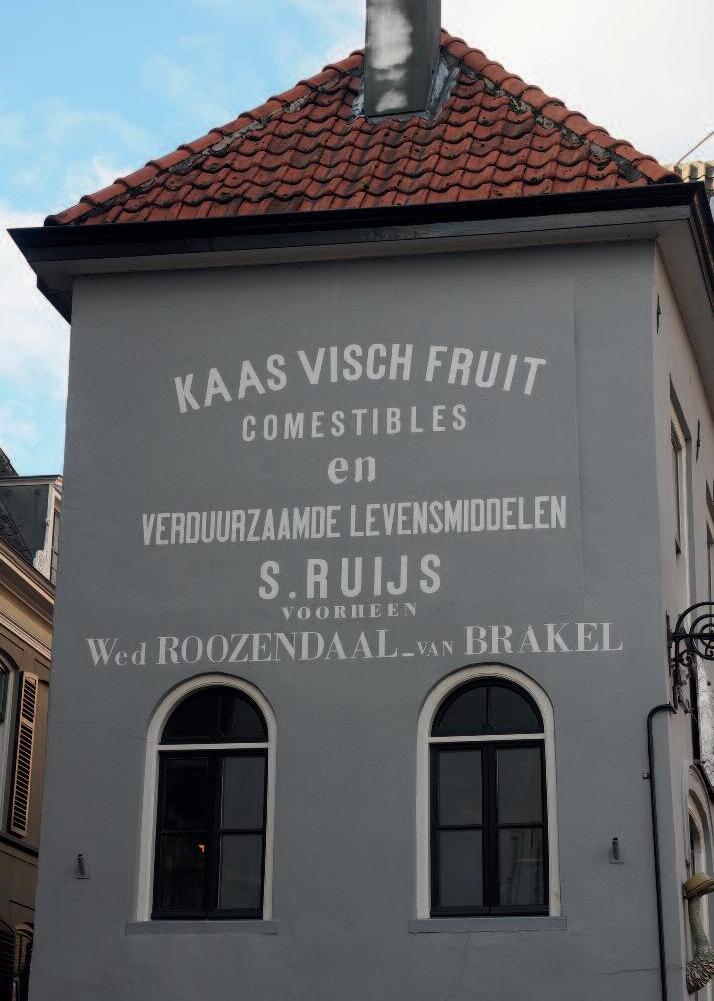 KAAS VISCH FRUIT
COMESTIBLES
en
VERDUURZAAMDE LEVENSMIDDELEN
S. RUIJS
VOORHEEN
Wed ROOZENDAAL - VAN BRAKEL